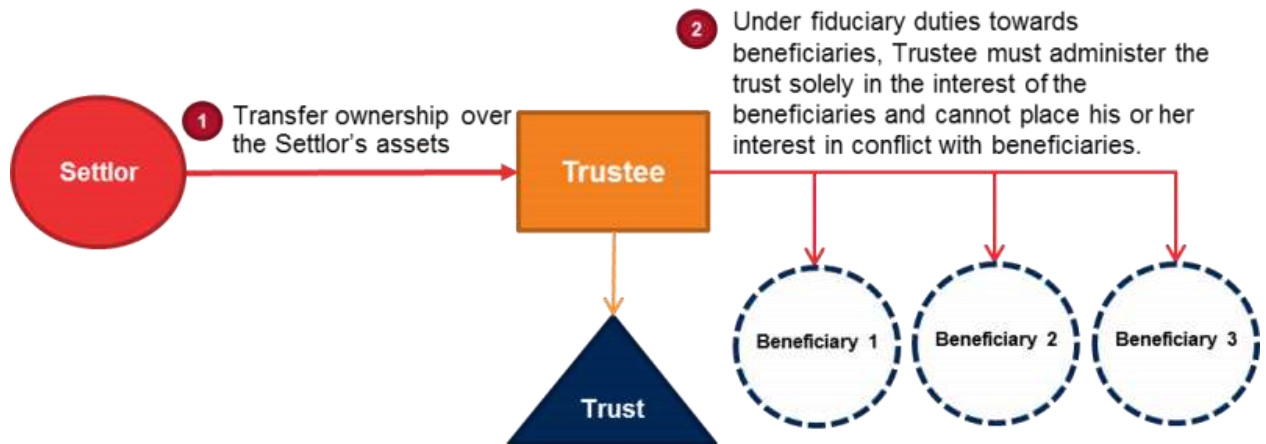 2
Under fiduciary duties towards
beneficiaries, Trustee must administer the
trust solely in the interest of the
beneficiaries and cannot place his or her
interest in conflict with beneficiaries.
1
Transfer ownership over
the Settlor's assets
Settlor
Trustee
Beneficiary 1
Beneficiary 2
Beneficiary 3
Trust